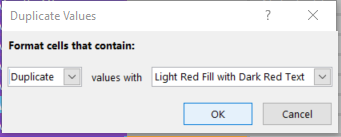 Duplicate Values ? ×
Format cells that contain:
Duplicate values with Light Red Fill with Dark Red Text
OK Cancel